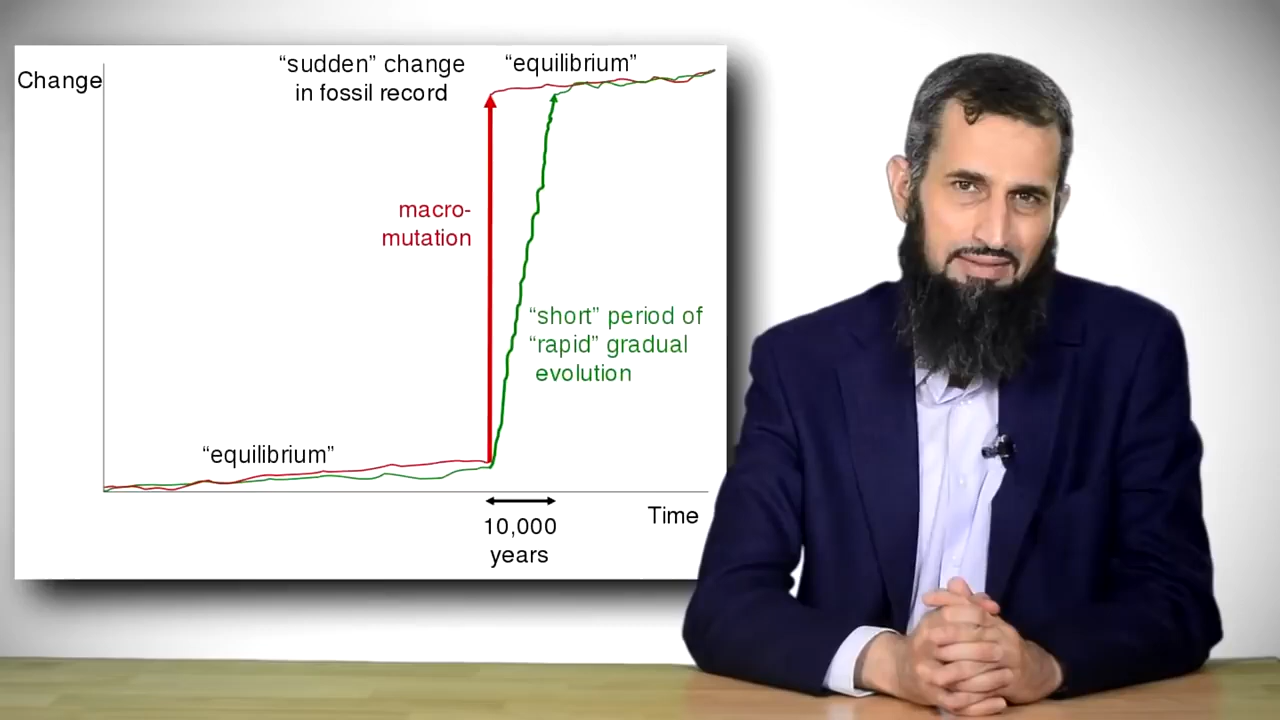 "sudden" change
in fossil record
"equilibrium"
Change
macro-
mutation
"short" period of
"rapid" gradual
evolution
"equilibrium"
10,000
years
Time